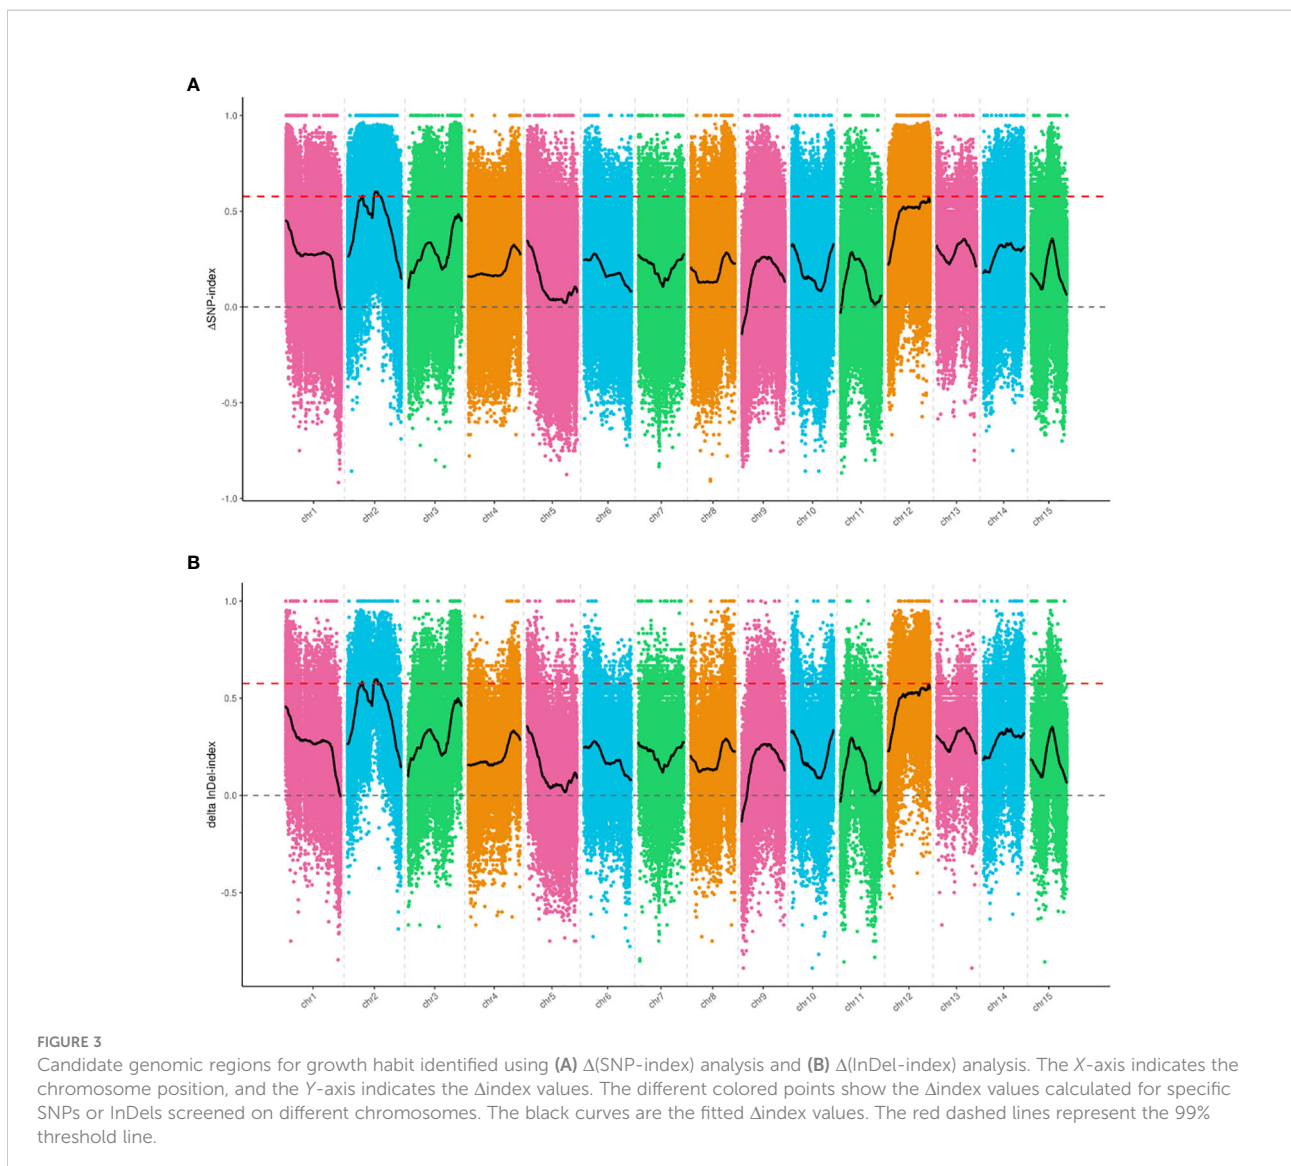 A
1.0
0.5
0.0
-0.5
-1.0
ΔSNP-index
chr1 chr2 chr3 chr4 chr5 chr6 chr7 chr8 chr9 chr10 chr11 chr12 chr13 chr14 chr15
B
1.0
0.5
0.0
-0.5
delta InDel-index
chr1 chr2 chr3 chr4 chr5 chr6 chr7 chr8 chr9 chr10 chr11 chr12 chr13 chr14 chr15
FIGURE 3
Candidate genomic regions for growth habit identified using (A) Δ(SNP-index) analysis and (B) Δ(InDel-index) analysis. The X-axis indicates the
chromosome position, and the Y-axis indicates the Δindex values. The different colored points show the Δindex values calculated for specific
SNPs or InDels screened on different chromosomes. The black curves are the fitted Δindex values. The red dashed lines represent the 99%
threshold line.